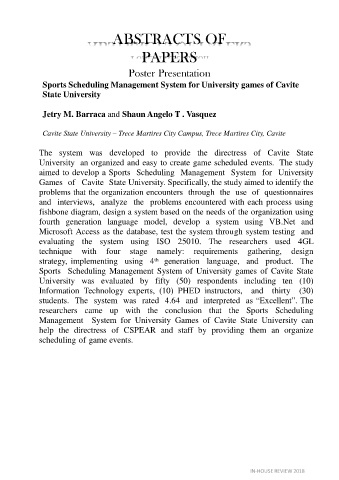 ABSTRACTS OF
PAPERS
Poster Presentation
Sports Scheduling Management System for University games of Cavite
State University
Jetry M. Barraca and Shaun Angelo T . Vasquez
Cavite State University – Trece Martires City Campus, Trece Martires City, Cavite
The system was developed to provide the directress of Cavite State
University an organized and easy to create game scheduled events. The study
aimed to develop a Sports Scheduling Management System for University
Games of Cavite State University. Specifically, the study aimed to identify the
problems that the organization encounters through the use of questionnaires
and interviews, analyze the problems encountered with each process using
fishbone diagram, design a system based on the needs of the organization using
fourth generation language model, develop a system using VB.Net and
Microsoft Access as the database, test the system through system testing and
evaluating the system using ISO 25010. The researchers used 4GL
technique with four stage namely: requirements gathering, design
strategy, implementing using 4th generation language, and product. The
Sports Scheduling Management System of University games of Cavite State
University was evaluated by fifty (50) respondents including ten (10)
Information Technology experts, (10) PHED instructors, and thirty (30)
students. The system was rated 4.64 and interpreted as “Excellent”. The
researchers came up with the conclusion that the Sports Scheduling
Management System for University Games of Cavite State University can
help the directress of CSPEAR and staff by providing them an organize
scheduling of game events.
IN-HOUSE REVIEW 2018